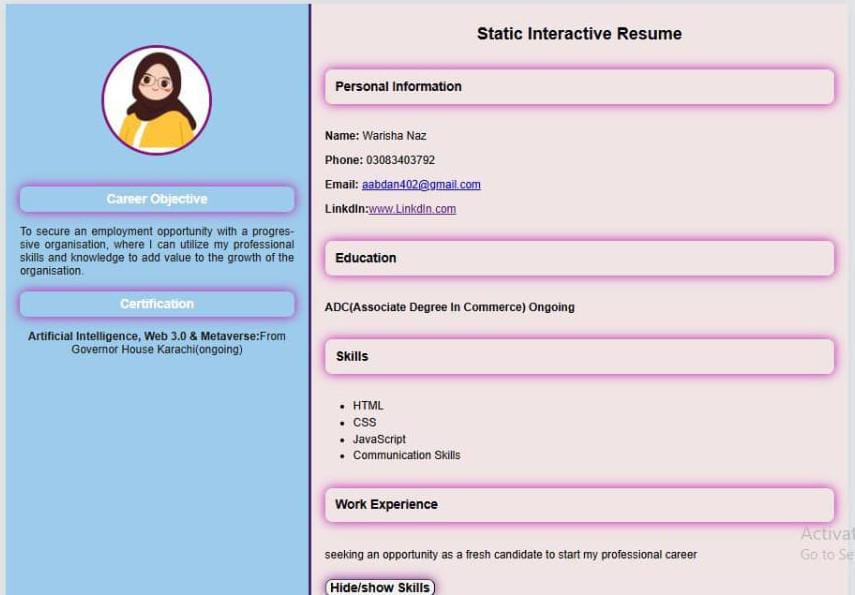 Career Objective
To secure an employment opportunity with a progres-
sive organisation, where I can utilize my professional
skills and knowledge to add value to the growth of the
organisation.
Certification
Artificial Intelligence, Web 3.0 & Metaverse:From
Governor House Karachi(ongoing)
Static Interactive Resume
Personal Information
Name: Warisha Naz
Phone: 03083403792
Email: aabdan402@gmail.com
LinkdIn:www.LinkdIn.com
Education
ADC(Associate Degree In Commerce) Ongoing
Skills
• HTML
• CSS
• JavaScript
• Communication Skills
Work Experience
seeking an opportunity as a fresh candidate to start my professional career
Hide/show Skills
Go to